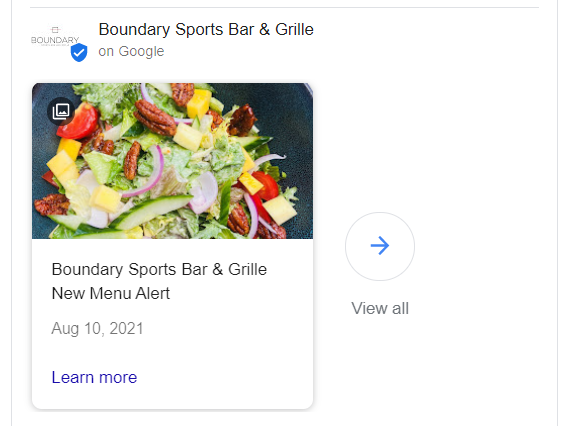 BOUNDARY
Boundary Sports Bar & Grille
on Google
Boundary Sports Bar & Grille
New Menu Alert
Aug 10, 2021
Learn more
View all